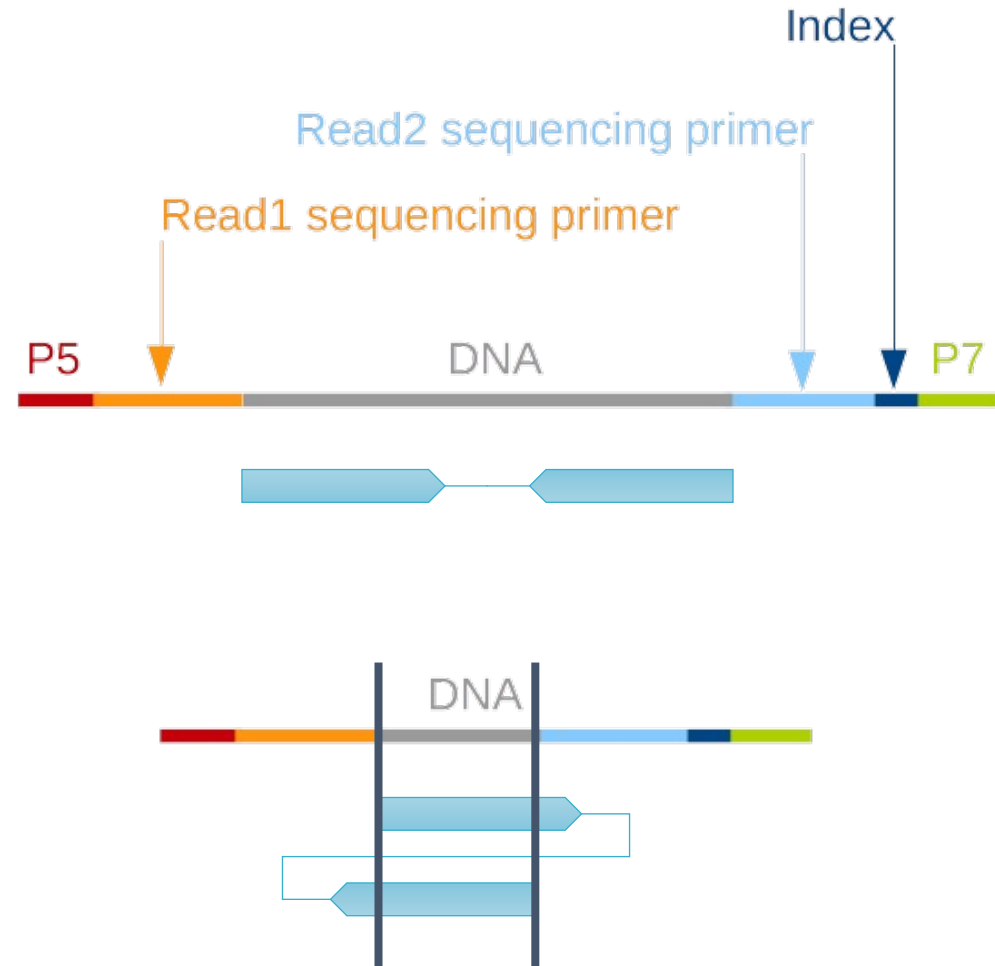 Index
Read2 sequencing primer
Read1 sequencing primer
P5 DNA P7
DNA